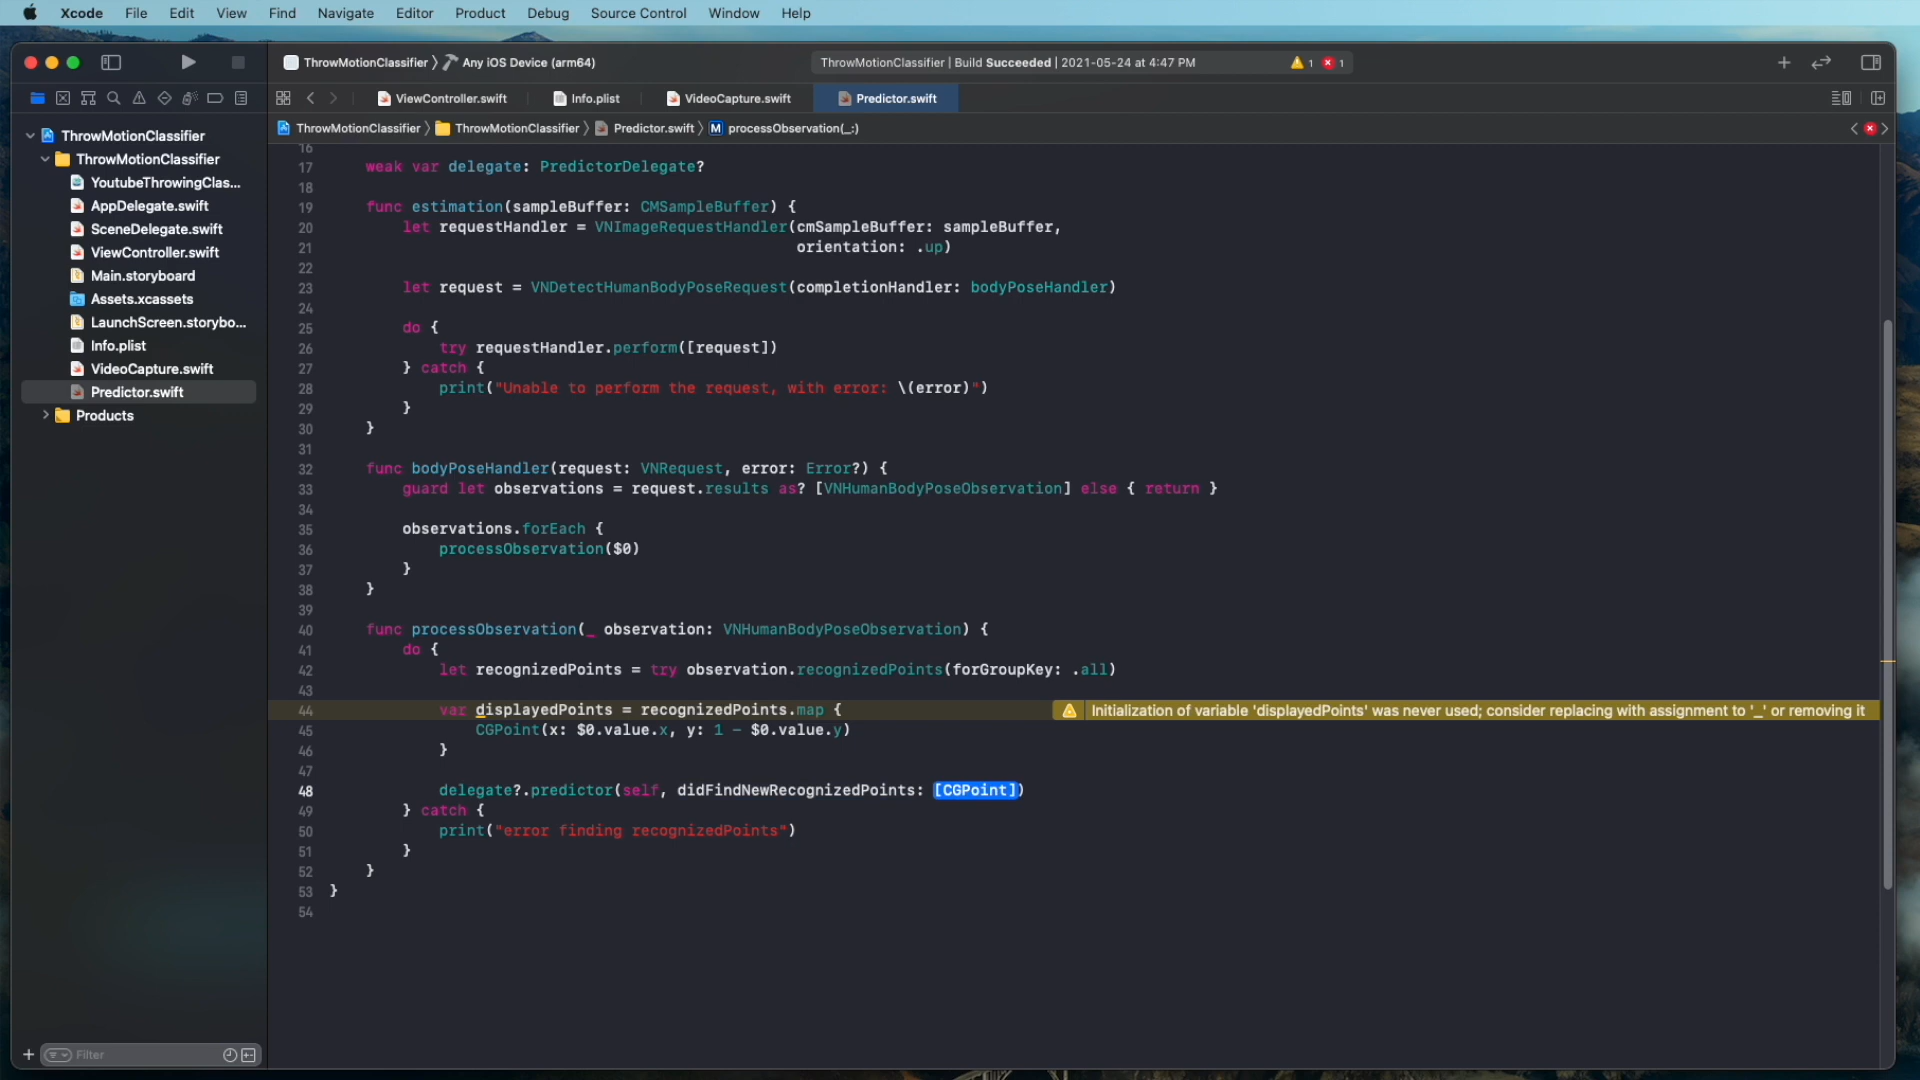 Xcode File Edit View Find Navigate Editor Product Debug Source Control Window Help
ThrowMotionClassifier 〉 Any iOS Device (arm64)
ThrowMotionClassifier | Build Succeeded | 2021-05-24 at 4:47 PM 1 1
ViewController.swift Info.plist VideoCapture.swift Predictor.swift
ThrowMotionClassifier 〉 ThrowMotionClassifier 〉 Predictor.swift 〉 M processObservation(_:)
ThrowMotionClassifier
ThrowMotionClassifier
YoutubeThrowingClas...
AppDelegate.swift
SceneDelegate.swift
ViewController.swift
Main.storyboard
Assets.xcassets
LaunchScreen.storybo...
Info.plist
VideoCapture.swift
Predictor.swift
Products
Filter
16
17 weak var delegate: PredictorDelegate?
18
19 func estimation(sampleBuffer: CMSampleBuffer) {
20 let requestHandler = VNImageRequestHandler(cmSampleBuffer: sampleBuffer,
21 orientation: .up)
22
23 let request = VNDetectHumanBodyPoseRequest(completionHandler: bodyPoseHandler)
24
25 do {
26 try requestHandler.perform([request])
27 } catch {
28 print("Unable to perform the request, with error: \(error)")
29 }
30 }
31
32 func bodyPoseHandler(request: VNRequest, error: Error?) {
33 guard let observations = request.results as? [VNHumanBodyPoseObservation] else { return }
34
35 observations.forEach {
36 processObservation($0)
37 }
38 }
39
40 func processObservation(_ observation: VNHumanBodyPoseObservation) {
41 do {
42 let recognizedPoints = try observation.recognizedPoints(forGroupKey: .all)
43
44 var displayedPoints = recognizedPoints.map { Initialization of variable 'displayedPoints' was never used; consider replacing with assignment to '_' or removing it
45 CGPoint(x: $0.value.x, y: 1 - $0.value.y)
46 }
47
48 delegate?.predictor(self, didFindNewRecognizedPoints: [CGPoint])
49 } catch {
50 print("error finding recognizedPoints")
51 }
52 }
53 }
54